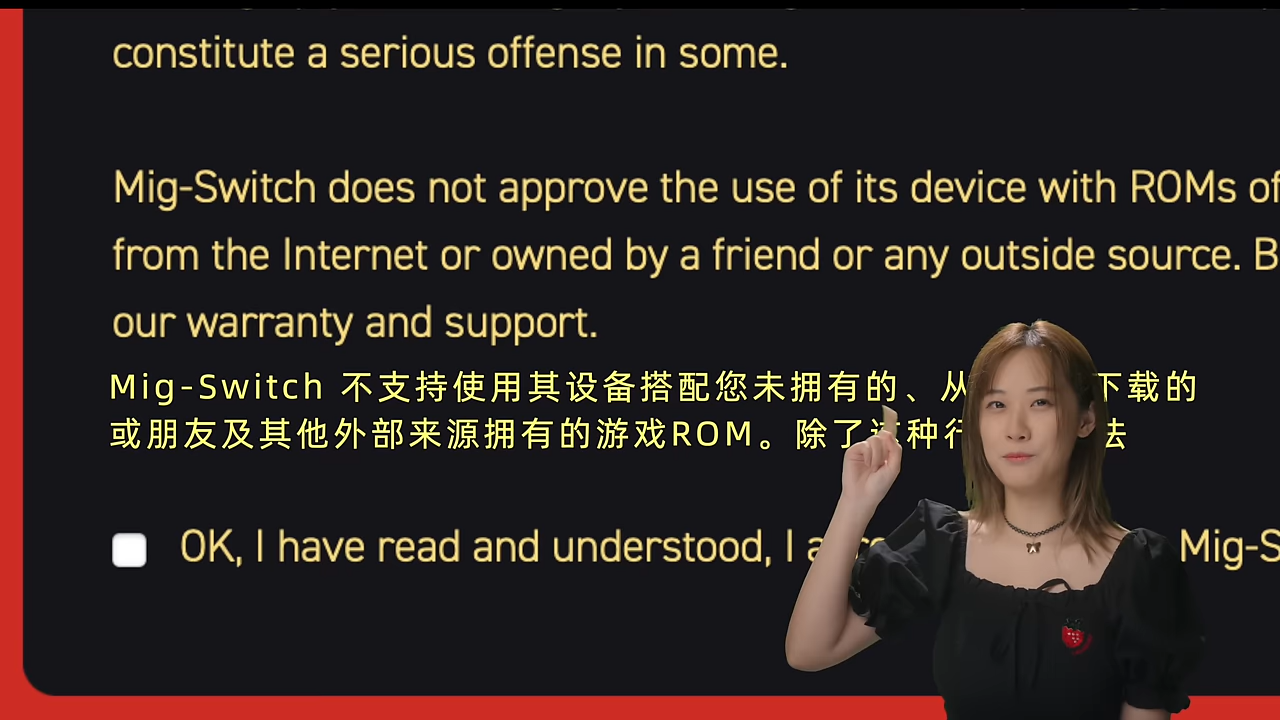 constitute a serious offense in some.
Mig-Switch does not approve the use of its device with ROMs of
from the Internet or owned by a friend or any outside source. B
our warranty and support.
Mig-Switch 不支持使用其设备搭配您未拥有的、从 下载的
或朋友及其他外部来源拥有的游戏ROM。除了这种行 法
OK, I have read and understood, I Mig-S